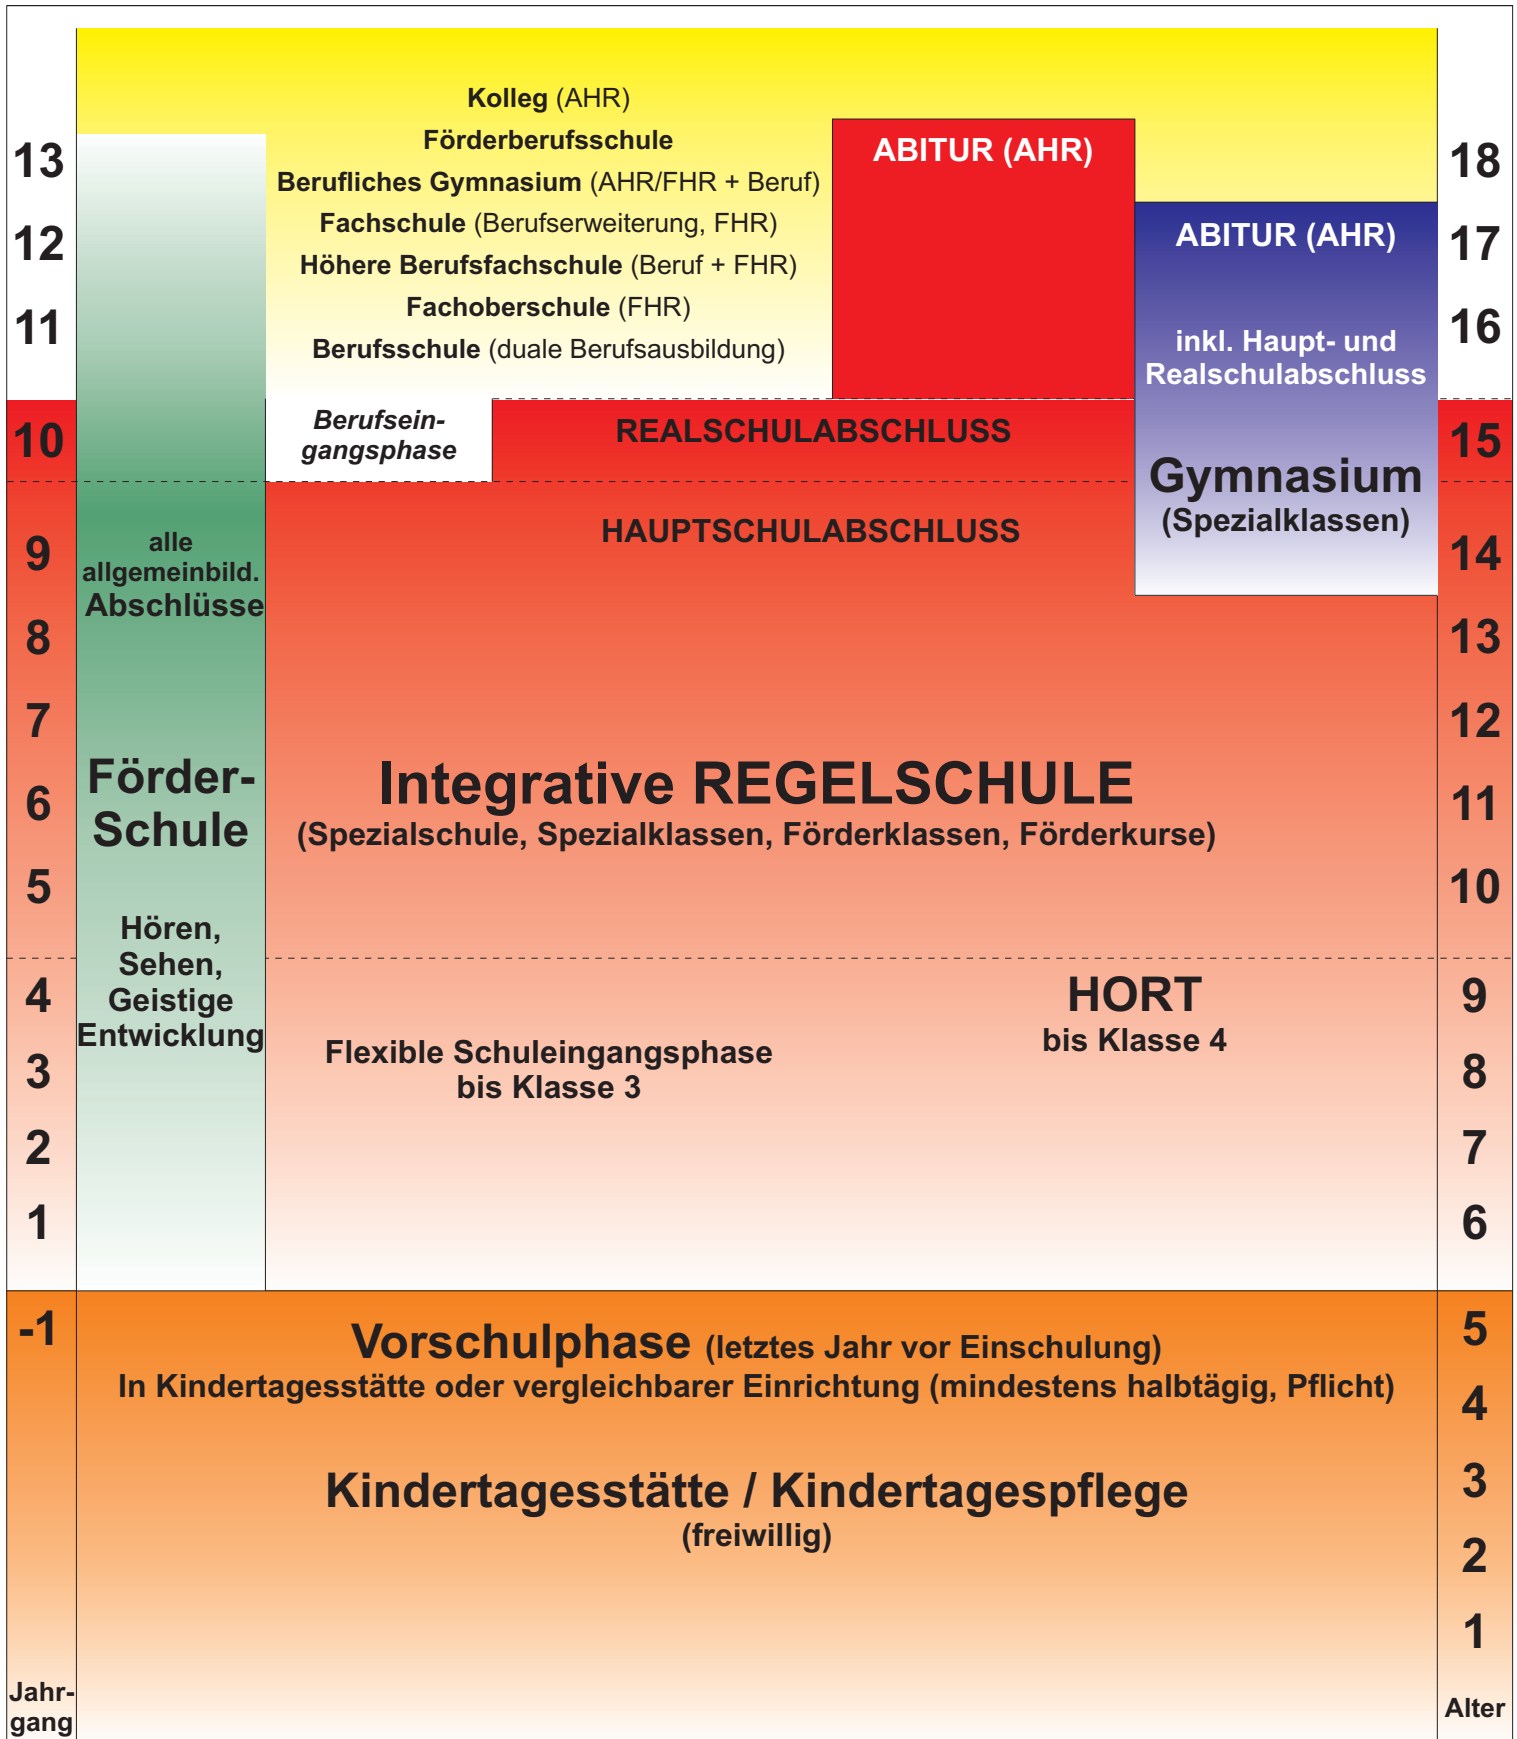 Kolleg (AHR)
Förderberufsschule
Berufliches Gymnasium (AHR/FHR + Beruf)
Fachschule (Berufserweiterung, FHR)
Höhere Berufsfachschule (Beruf + FHR)
Fachoberschule (FHR)
Berufsschule (duale Berufsausbildung)
ABITUR (AHR)
ABITUR (AHR)
inkl. Haupt- und
Realschulabschluss
Gymnasium
(Spezialklassen)
Berufsein-
gangsphase
REALSCHULABSCHLUSS
HAUPTSCHULABSCHLUSS
alle
allgemeinbild.
Abschlüsse
Förder-
Schule
Hören,
Sehen,
Geistige
Entwicklung
Integrative REGELSCHULE
(Spezialschule, Spezialklassen, Förderklassen, Förderkurse)
HORT
bis Klasse 4
Flexible Schuleingangsphase
bis Klasse 3
Vorschulphase (letztes Jahr vor Einschulung)
In Kindertagesstätte oder vergleichbarer Einrichtung (mindestens halbtägig, Pflicht)
Kindertagesstätte / Kindertagespflege
(freiwillig)
13
12
11
10
9
8
7
6
5
4
3
2
1
-1
Jahr-
gang
18
17
16
15
14
13
12
11
10
9
8
7
6
5
4
3
2
1
Alter